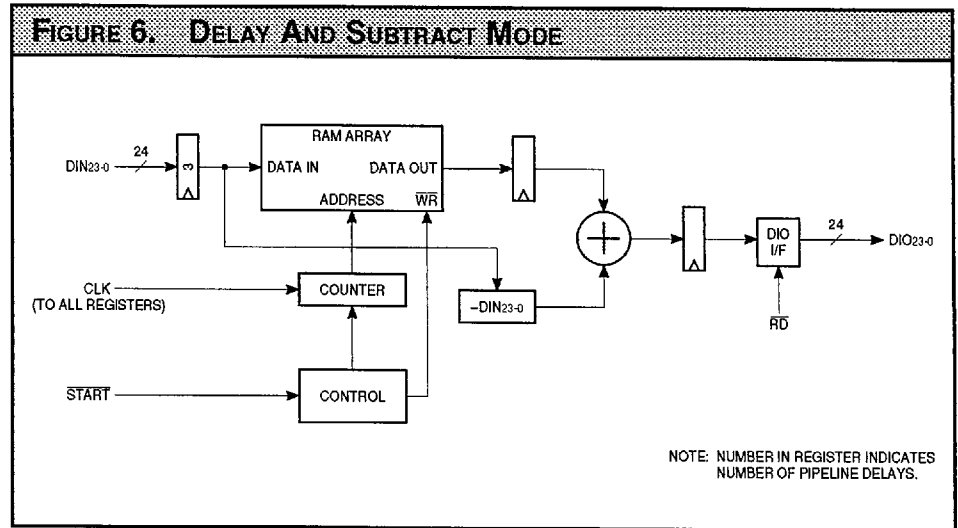 FIGURE 6. DELAY AND SUBTRACT MODE
RAM ARRAY
24
DIN23-0
3
DATA IN
DATA OUT
ADDRESS
WR
24
DIO
I/F
DIO23-0
CLK
(TO ALL REGISTERS)
COUNTER
–DIN23-0
RD
START
CONTROL
NOTE: NUMBER IN REGISTER INDICATES
NUMBER OF PIPELINE DELAYS.